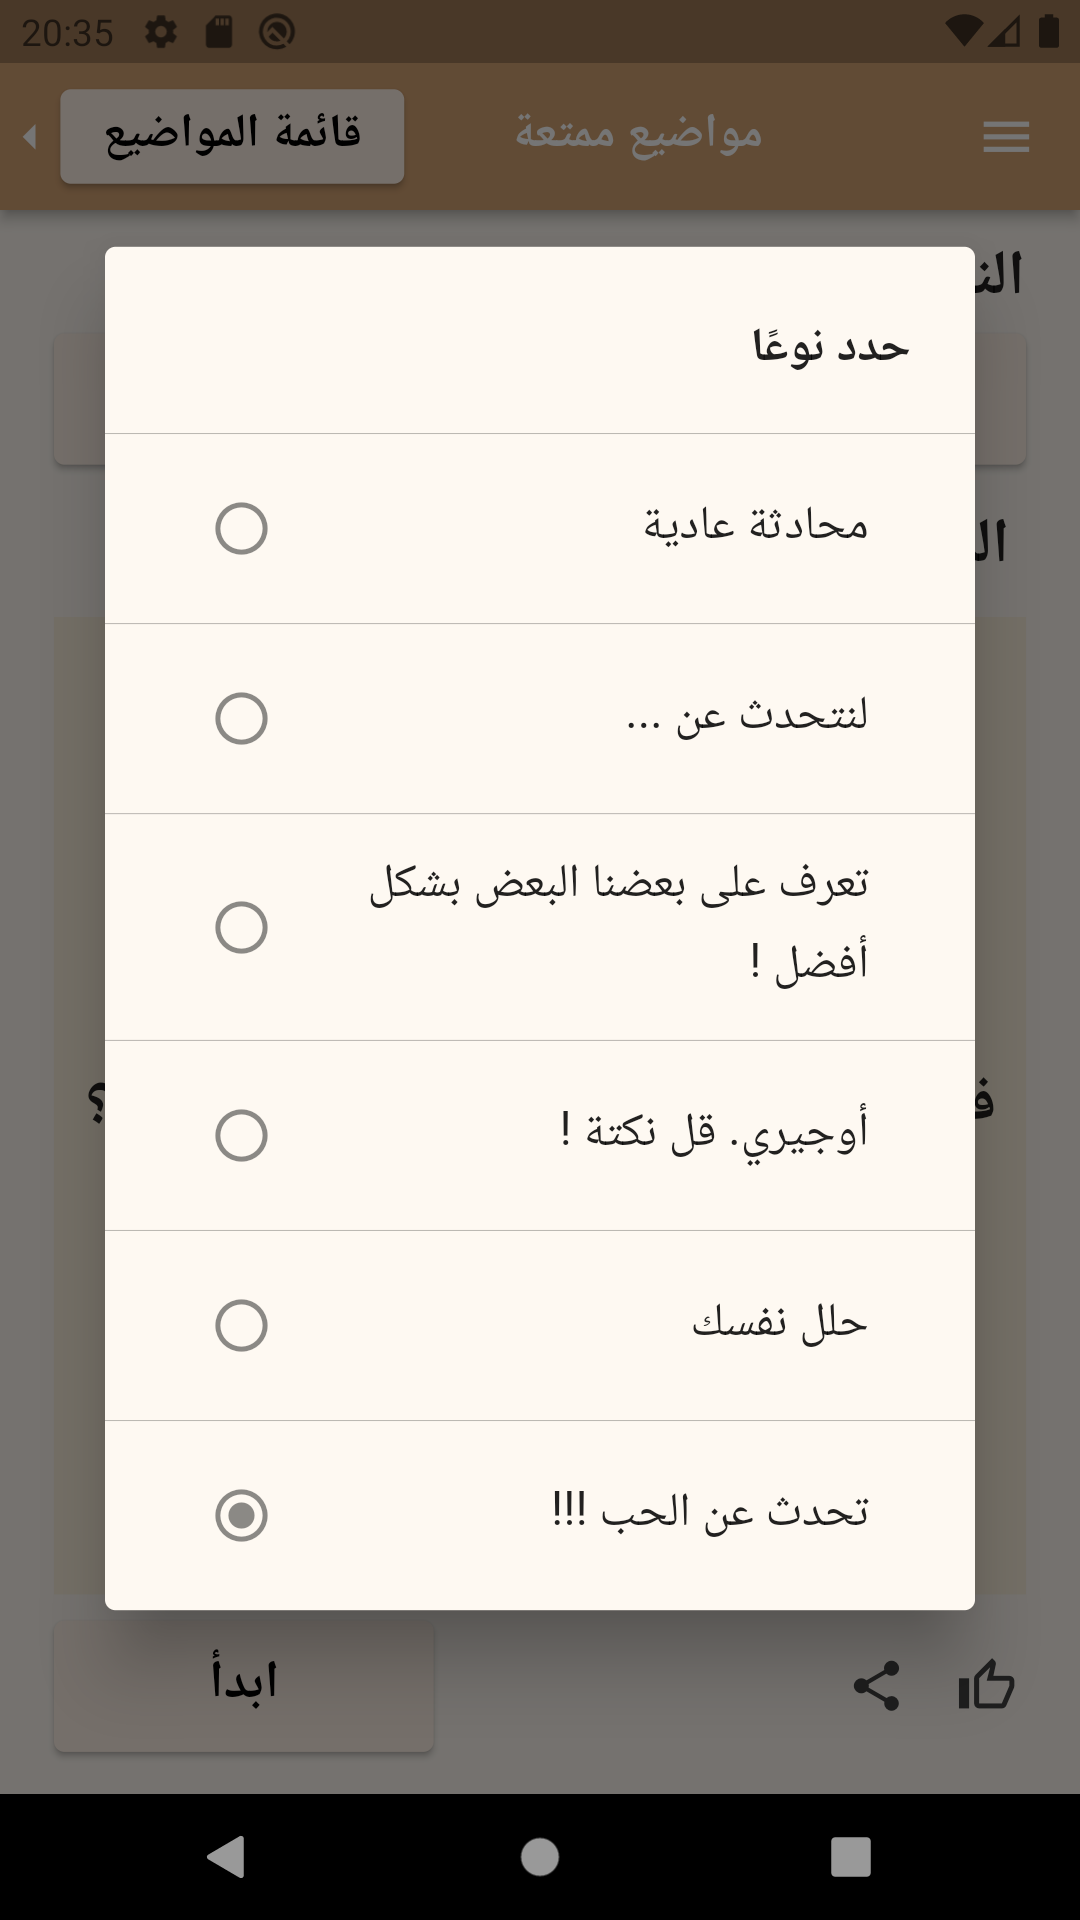 20:35
مواضيع ممتعة
قائمة المواضيع
حدد نوعًا
محادثة عادية
لنتحدث عن ...
تعرف على بعضنا البعض بشكل
أفضل !
أوجيري. قل نكتة !
حلل نفسك
تحدث عن الحب !!!
ابدأ